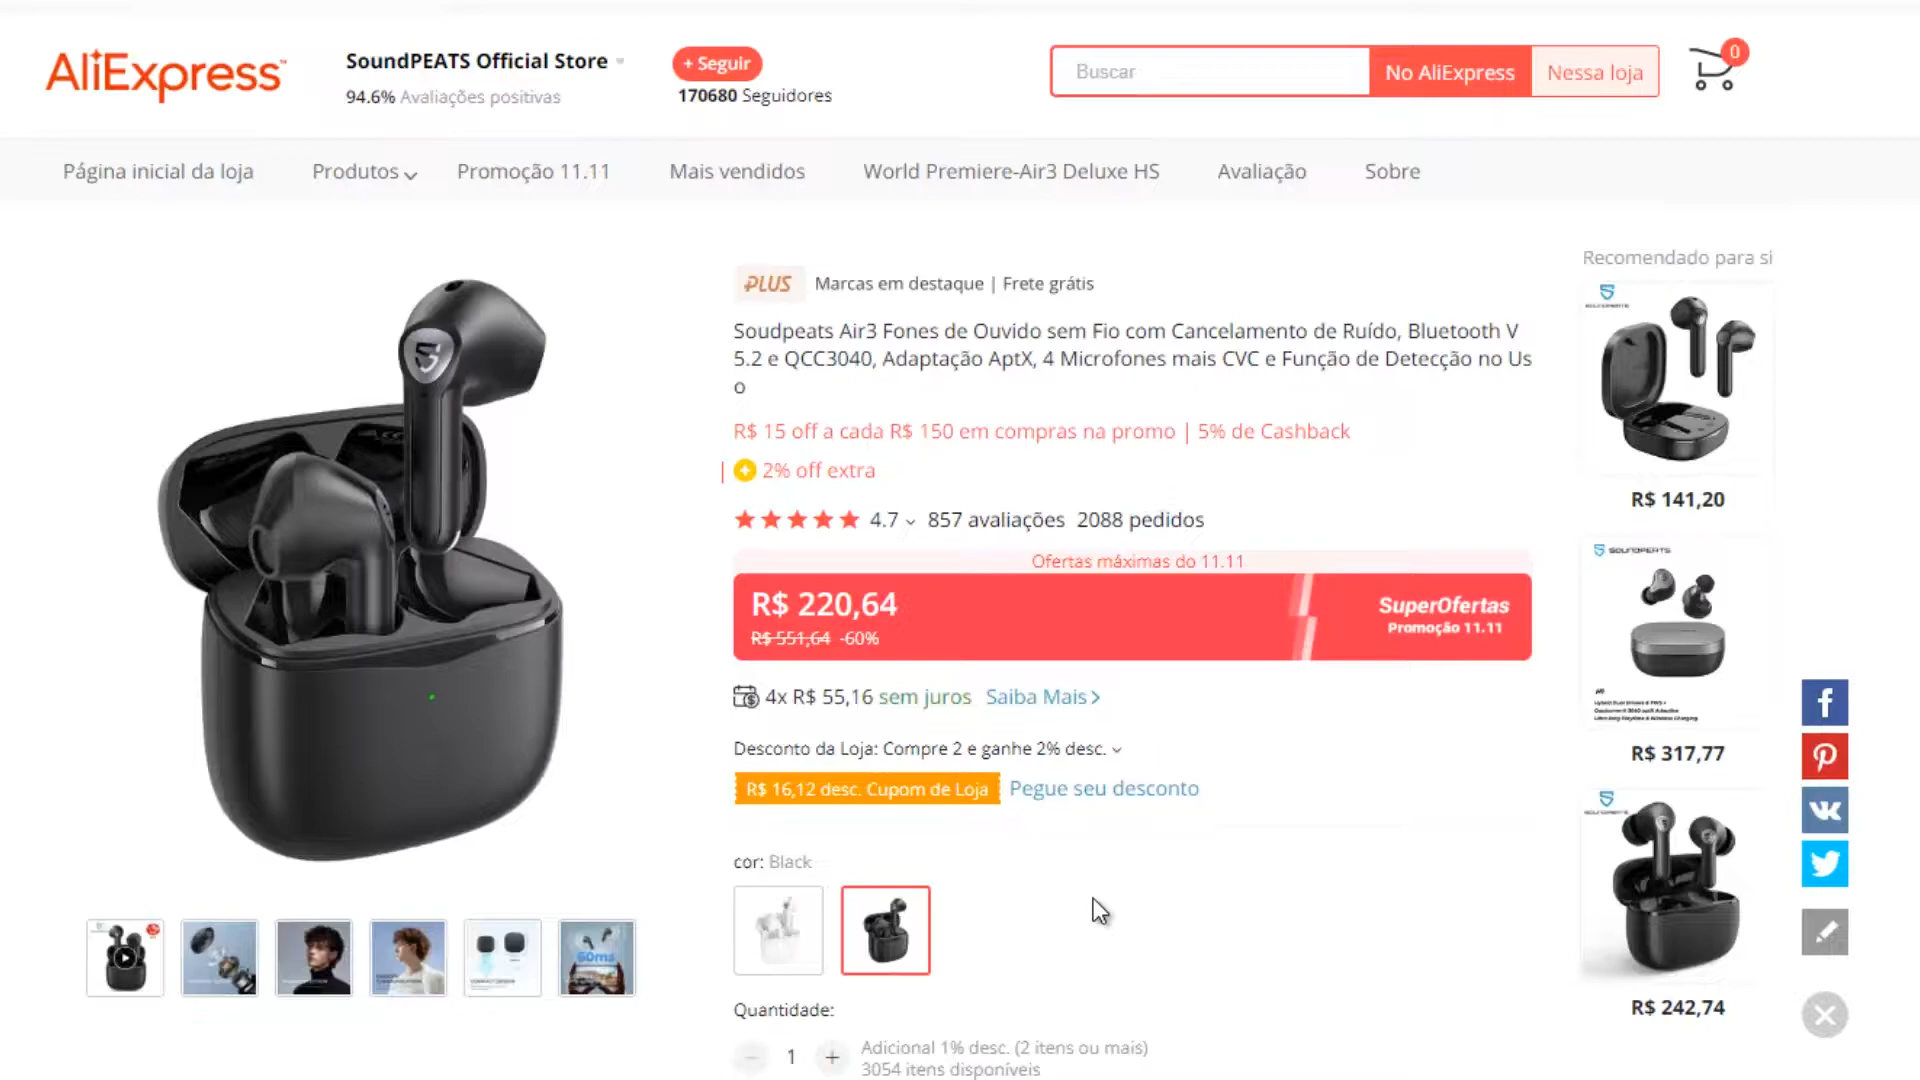 AliExpress™
SoundPEATS Official Store
94.6% Avaliações positivas
+ Seguir
170680 Seguidores
Buscar
No AliExpress
Nessa loja
0
Página inicial da loja
Produtos
Promoção 11.11
Mais vendidos
World Premiere-Air3 Deluxe HS
Avaliação
Sobre
PLUS
Marcas em destaque | Frete grátis
Soudpeats Air3 Fones de Ouvido sem Fio com Cancelamento de Ruído, Bluetooth V
5.2 e QCC3040, Adaptação AptX, 4 Microfones mais CVC e Função de Detecção no Us
o
R$ 15 off a cada R$ 150 em compras na promo | 5% de Cashback
| + 2% off extra
4.7 857 avaliações 2088 pedidos
Ofertas máximas do 11.11
R$ 220,64
R$ 551,64 -60%
SuperOfertas
Promoção 11.11
4x R$ 55,16 sem juros Saiba Mais >
Desconto da Loja: Compre 2 e ganhe 2% desc.
R$ 16,12 desc. Cupom de Loja Pegue seu desconto
cor: Black
60ms
Quantidade:
− 1 +
Adicional 1% desc. (2 itens ou mais)
3054 itens disponíveis
Recomendado para si
SOUNDPEATS
R$ 141,20
SOUNDPEATS
R$ 317,77
SOUNDPEATS
R$ 242,74